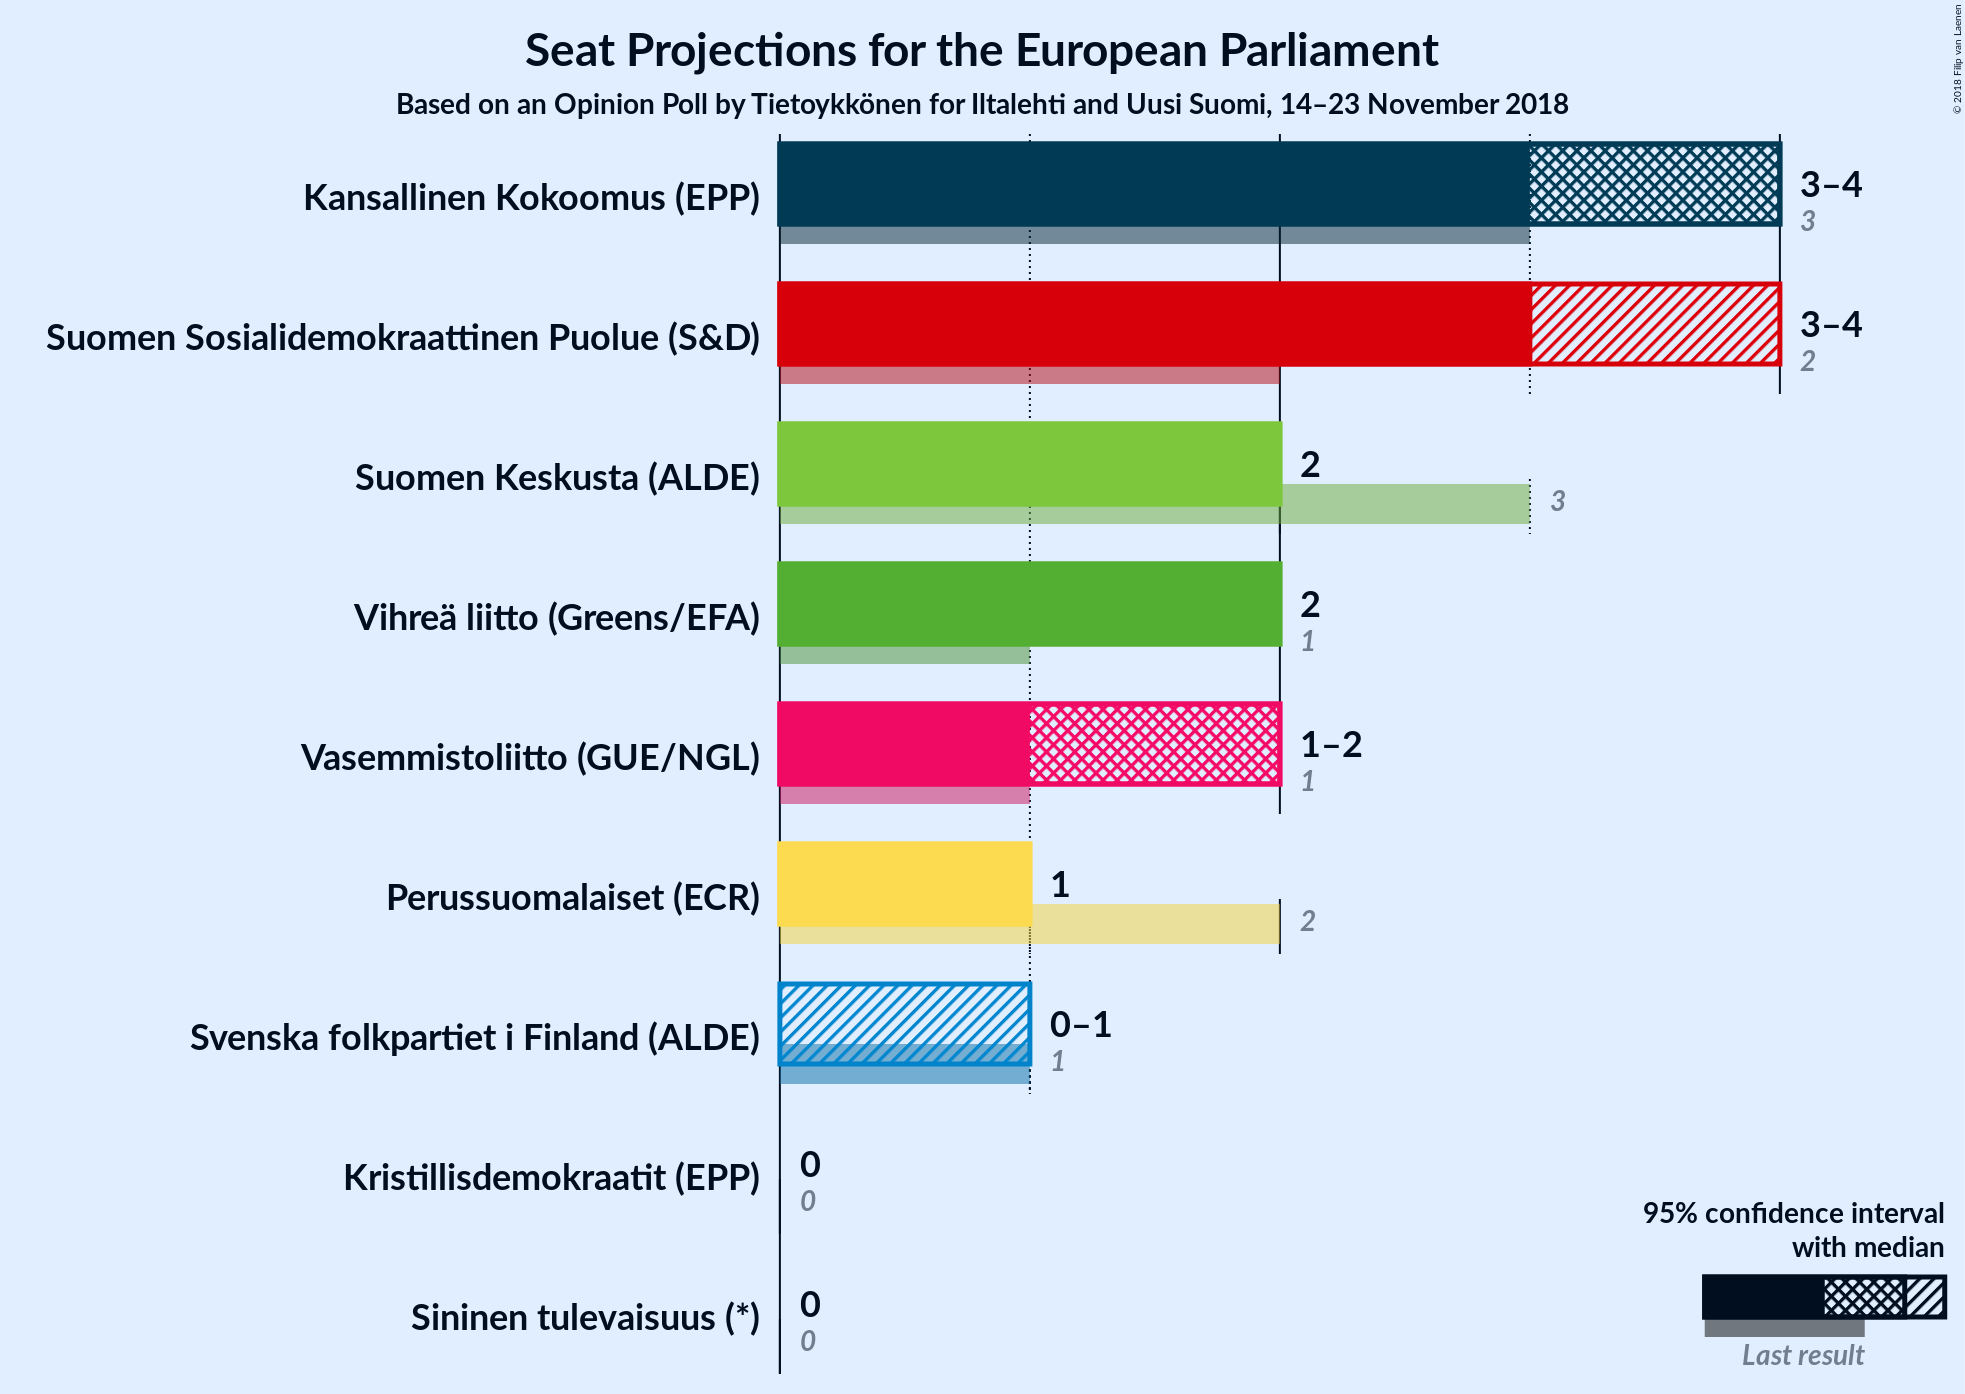 Seat Projections for the European Parliament
Based on an Opinion Poll by Tietoykkönen for Iltalehti and Uusi Suomi, 14–23 November 2018
© 2018 Filip van Laenen
Kansallinen Kokoomus (EPP)
3–4
3
Suomen Sosialidemokraattinen Puolue (S&D)
3–4
2
Suomen Keskusta (ALDE)
2
3
Vihreä liitto (Greens/EFA)
2
1
Vasemmistoliitto (GUE/NGL)
1–2
1
Perussuomalaiset (ECR)
1
2
Svenska folkpartiet i Finland (ALDE)
0–1
1
Kristillisdemokraatit (EPP)
0
0
Sininen tulevaisuus (*)
0
0
95% confidence interval
with median
Last result